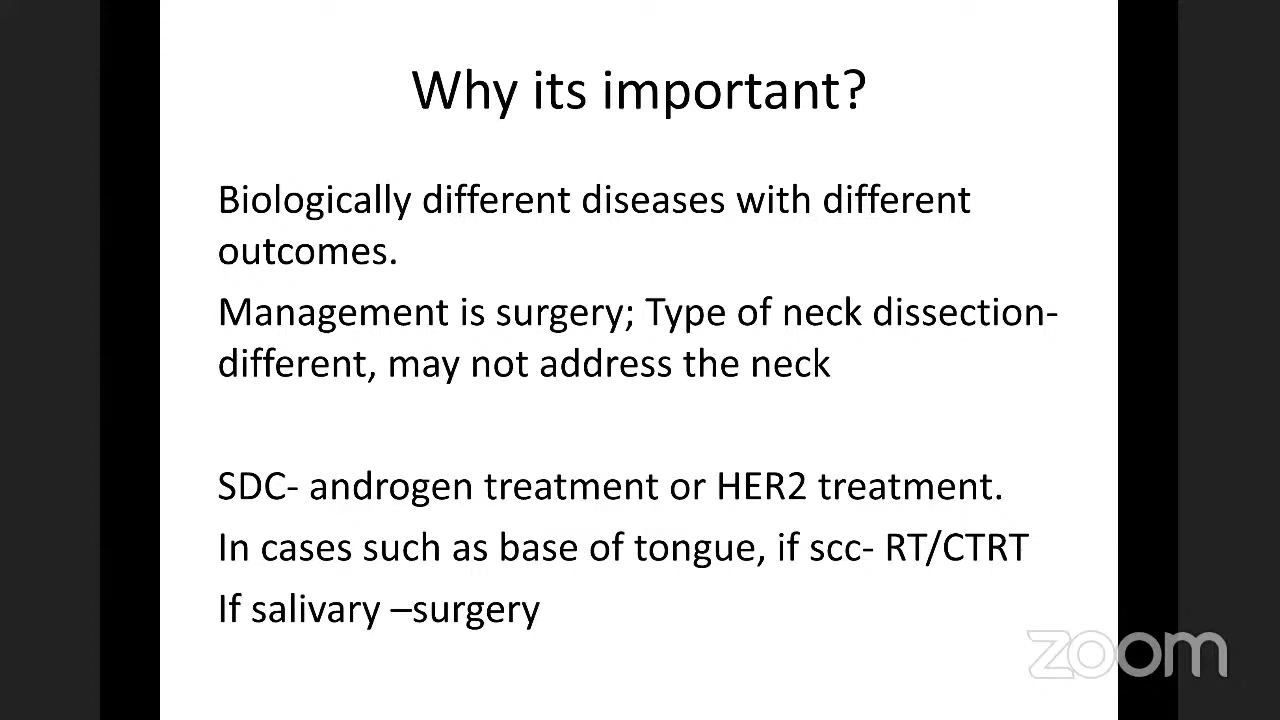 Why its important?
Biologically different diseases with different
outcomes.
Management is surgery; Type of neck dissection-
different, may not address the neck
SDC- androgen treatment or HER2 treatment.
In cases such as base of tongue, if scc- RT/CTRT
If salivary –surgery
zoom